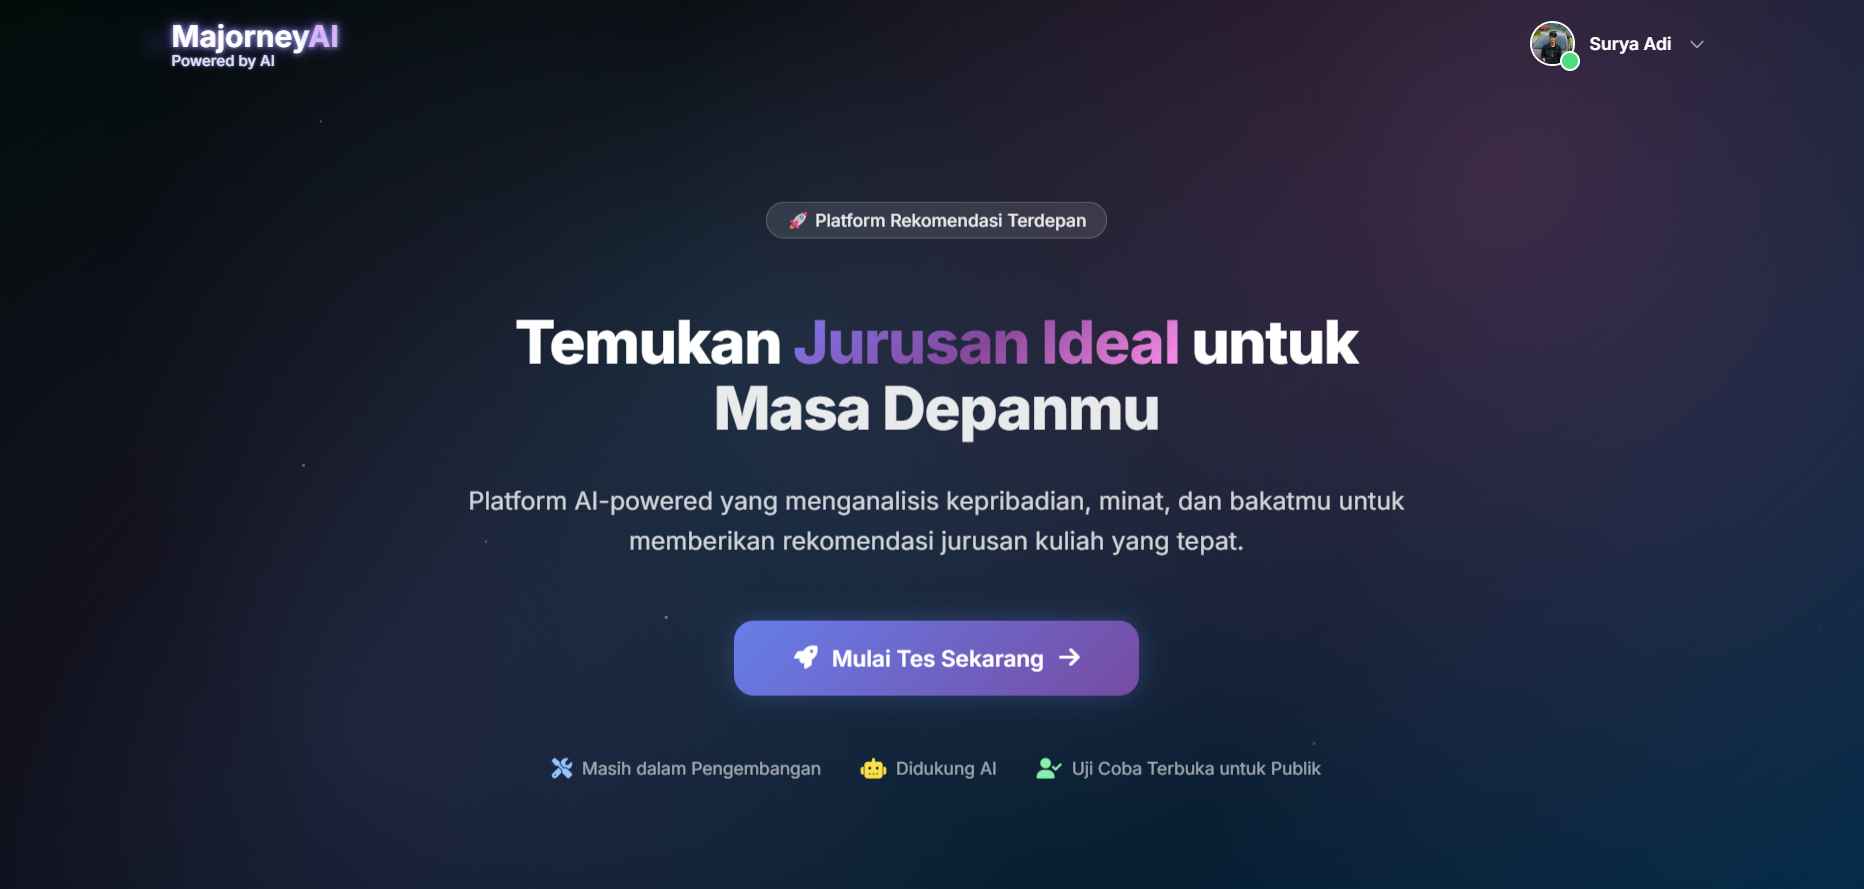 MajorneyAI
Powered by AI
Surya Adi
🚀 Platform Rekomendasi Terdepan
Temukan Jurusan Ideal untuk
Masa Depanmu
Platform AI-powered yang menganalisis kepribadian, minat, dan bakatmu untuk
memberikan rekomendasi jurusan kuliah yang tepat.
Mulai Tes Sekarang →
Masih dalam Pengembangan
Didukung AI
Uji Coba Terbuka untuk Publik